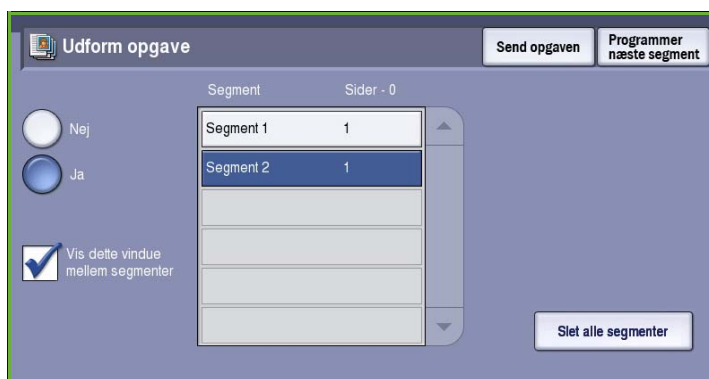 Udform opgave
Send opgaven
Programmer
næste segment
Segment Sider - 0
Nej
Ja
Segment 1 1
Segment 2 1
Vis dette vindue
mellem segmenter
Slet alle segmenter